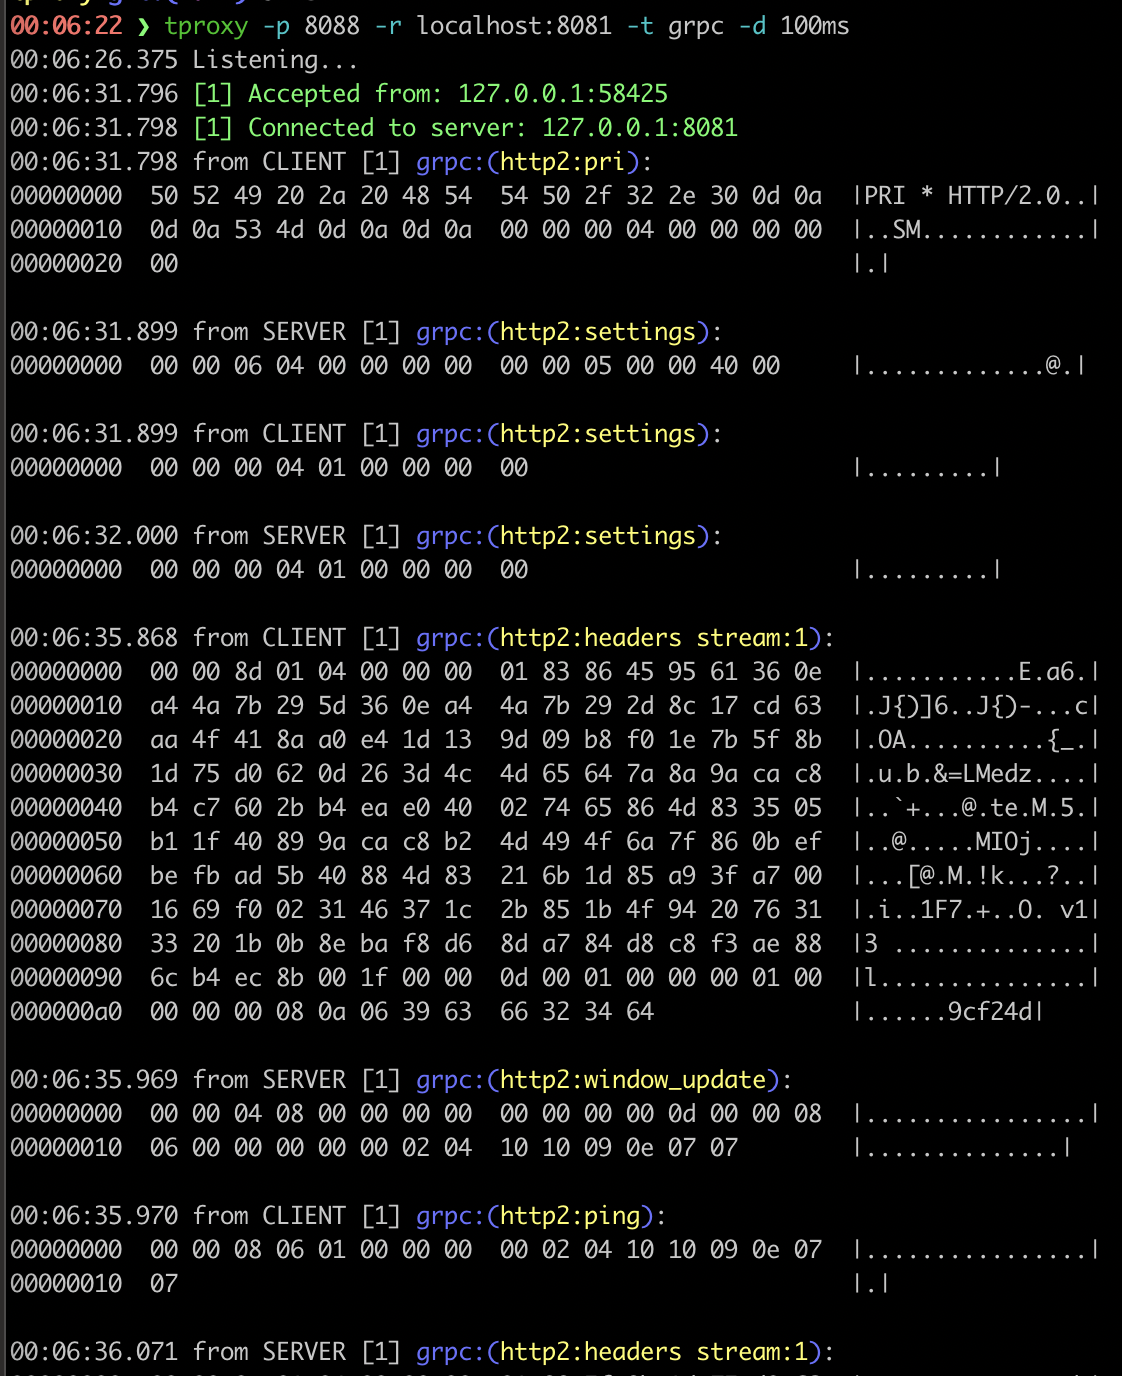 00:06:22 ❯ tproxy -p 8088 -r localhost:8081 -t grpc -d 100ms
00:06:26.375 Listening...
00:06:31.796 [1] Accepted from: 127.0.0.1:58425
00:06:31.798 [1] Connected to server: 127.0.0.1:8081
00:06:31.798 from CLIENT [1] grpc:(http2:pri):
00000000  50 52 49 20 2a 20 48 54  54 50 2f 32 2e 30 0d 0a  |PRI * HTTP/2.0..|
00000010  0d 0a 53 4d 0d 0a 0d 0a  00 00 00 04 00 00 00 00  |..SM............|
00000020  00                                                |.|
00:06:31.899 from SERVER [1] grpc:(http2:settings):
00000000  00 00 06 04 00 00 00 00  00 00 05 00 00 40 00     |.............@.|
00:06:31.899 from CLIENT [1] grpc:(http2:settings):
00000000  00 00 00 04 01 00 00 00  00                       |.........|
00:06:32.000 from SERVER [1] grpc:(http2:settings):
00000000  00 00 00 04 01 00 00 00  00                       |.........|
00:06:35.868 from CLIENT [1] grpc:(http2:headers stream:1):
00000000  00 00 8d 01 04 00 00 00  01 83 86 45 95 61 36 0e  |...........E.a6.|
00000010  a4 4a 7b 29 5d 36 0e a4  4a 7b 29 2d 8c 17 cd 63  |.J{)]6..J{)-...c|
00000020  aa 4f 41 8a a0 e4 1d 13  9d 09 b8 f0 1e 7b 5f 8b  |.OA..........{_.|
00000030  1d 75 d0 62 0d 26 3d 4c  4d 65 64 7a 8a 9a ca c8  |.u.b.&=LMedz....|
00000040  b4 c7 60 2b b4 ea e0 40  02 74 65 86 4d 83 35 05  |..`+...@.te.M.5.|
00000050  b1 1f 40 89 9a ca c8 b2  4d 49 4f 6a 7f 86 0b ef  |..@.....MIOj....|
00000060  be fb ad 5b 40 88 4d 83  21 6b 1d 85 a9 3f a7 00  |...[@.M.!k...?..|
00000070  16 69 f0 02 31 46 37 1c  2b 85 1b 4f 94 20 76 31  |.i..1F7.+..O. v1|
00000080  33 20 1b 0b 8e ba f8 d6  8d a7 84 d8 c8 f3 ae 88  |3 ..............|
00000090  6c b4 ec 8b 00 1f 00 00  0d 00 01 00 00 00 01 00  |l...............|
000000a0  00 00 00 08 0a 06 39 63  66 32 34 64              |......9cf24d|
00:06:35.969 from SERVER [1] grpc:(http2:window_update):
00000000  00 00 04 08 00 00 00 00  00 00 00 00 0d 00 00 08  |................|
00000010  06 00 00 00 00 00 02 04  10 10 09 0e 07 07        |..............|
00:06:35.970 from CLIENT [1] grpc:(http2:ping):
00000000  00 00 08 06 01 00 00 00  00 02 04 10 10 09 0e 07  |................|
00000010  07                                                |.|
00:06:36.071 from SERVER [1] grpc:(http2:headers stream:1):